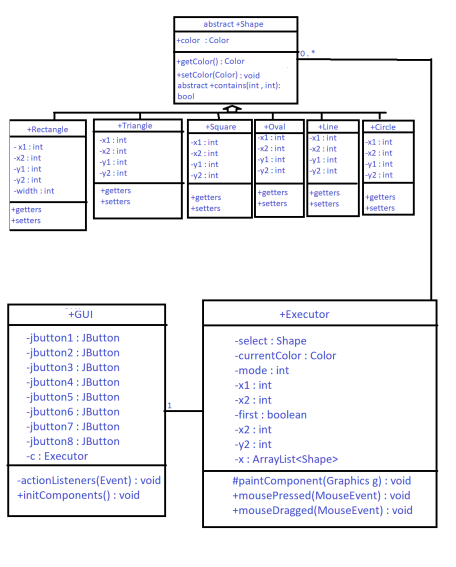 abstract +Shape
+color : Color
+getColor() : Color
+setColor(Color) : void
abstract +contains(int , int):
bool
0 . *
+Rectangle
- x1 : int
-x2 : int
-y1 : int
-y2 : int
-width : int
+getters
+setters
+Triangle
-x1 : int
-x2 : int
-y1 : int
-y2 : int
+getters
+setters
+Square
-x1 : int
-x2 : int
-y1 : int
-y2 : int
+getters
+setters
+Oval
-x1 : int
-x2 : int
-y1 : int
-y2 : int
+getters
+setters
+Line
-x1 : int
-x2 : int
-y1 : int
-y2 : int
+getters
+setters
+Circle
-x1 : int
-x2 : int
-y1 : int
-y2 : int
+getters
+setters
+GUI
-jbutton1 : JButton
-jbutton2 : JButton
-jbutton3 : JButton
-jbutton4 : JButton
-jbutton5 : JButton
-jbutton6 : JButton
-jbutton7 : JButton
-jbutton8 : JButton
-c : Executor
-actionListeners(Event) : void
+initComponents() : void
1
+Executor
-select : Shape
-currentColor : Color
-mode : int
-x1 : int
-x2 : int
-first : boolean
-x2 : int
-y2 : int
-x : ArrayList<Shape>
#paintComponent(Graphics g) : void
+mousePressed(MouseEvent) : void
+mouseDragged(MouseEvent) : void